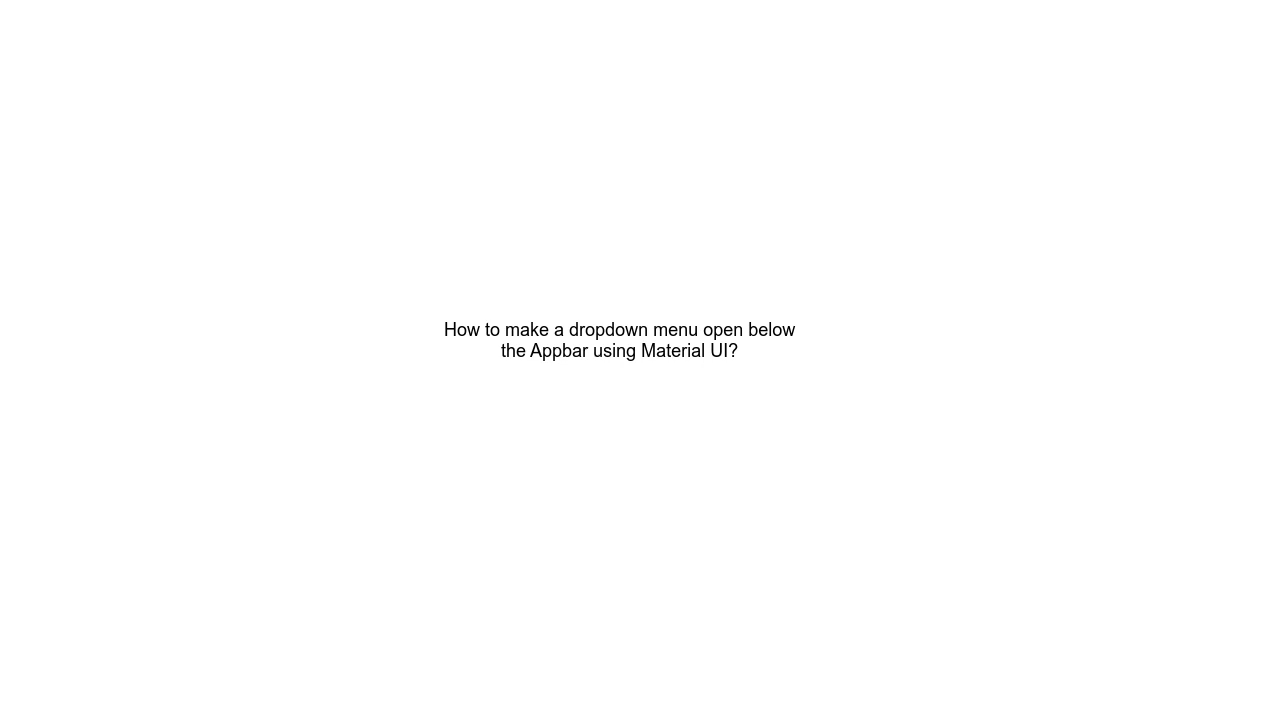 How to make a dropdown menu open below
the Appbar using Material UI?